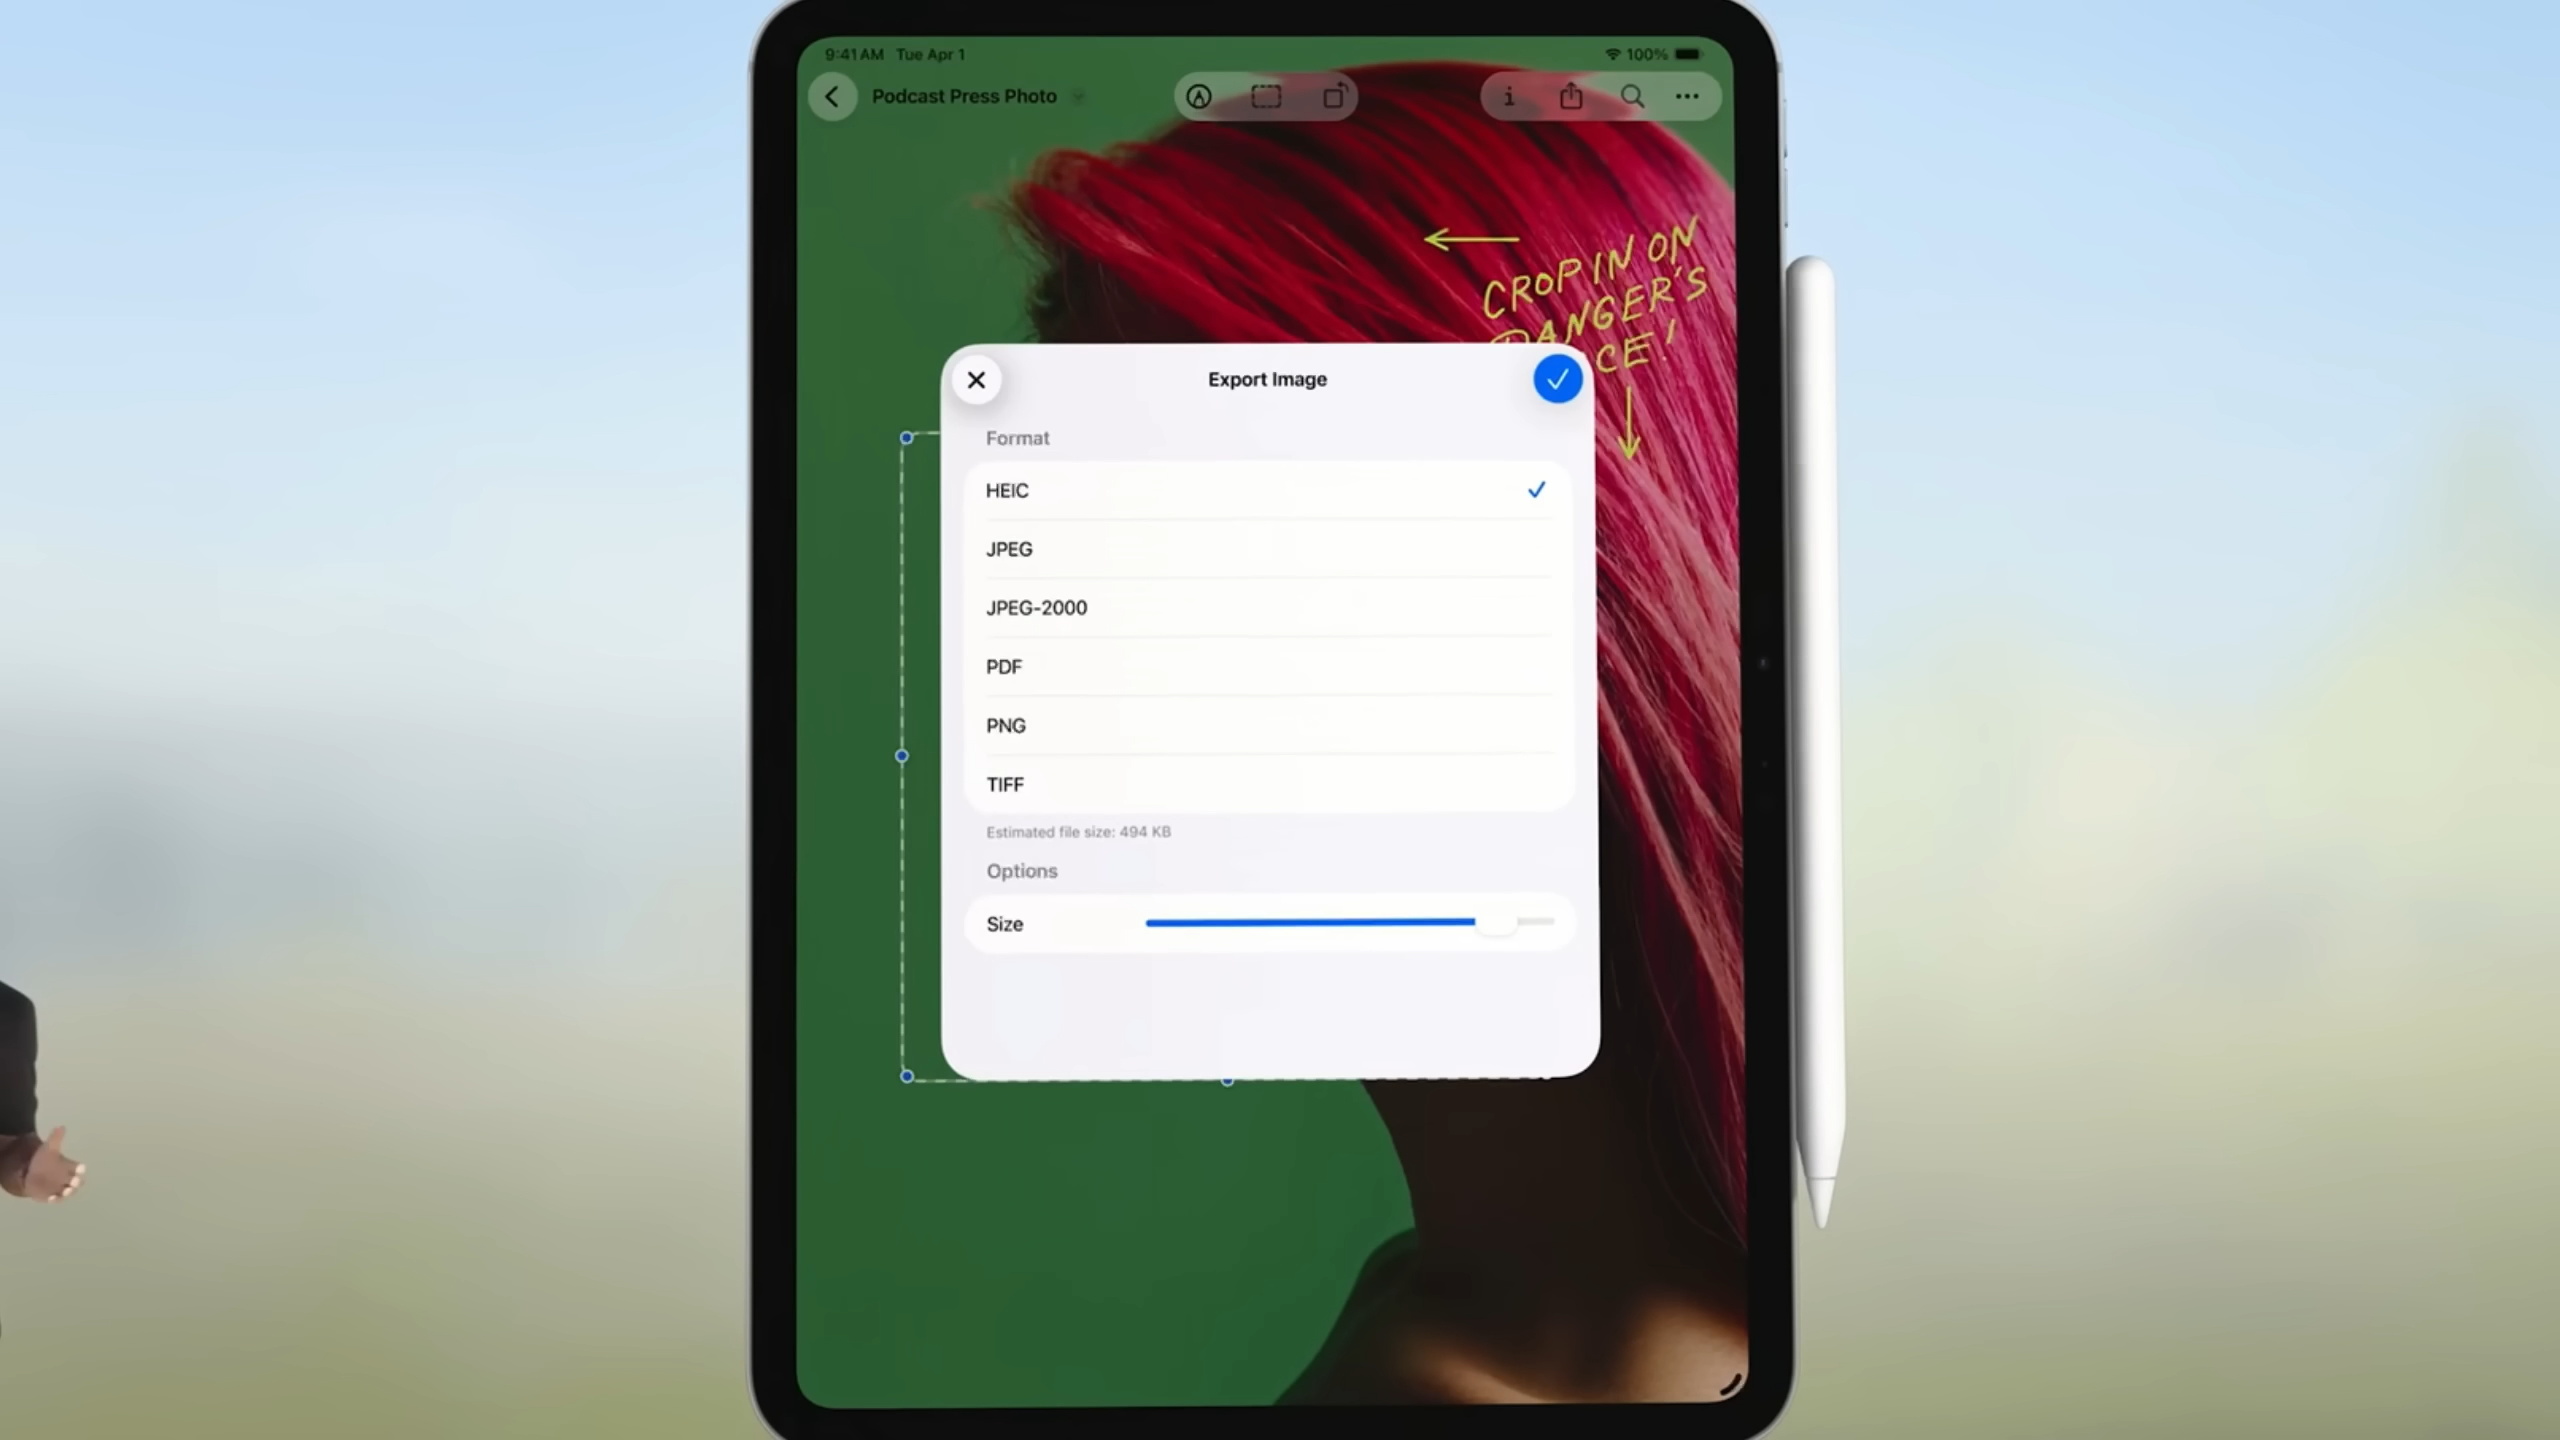 9:41 AM Tue Apr 1
100%
Podcast Press Photo
CROP IN ON
DANGER'S
CE!
Export Image
Format
HEIC
JPEG
JPEG-2000
PDF
PNG
TIFF
Estimated file size: 494 KB
Options
Size